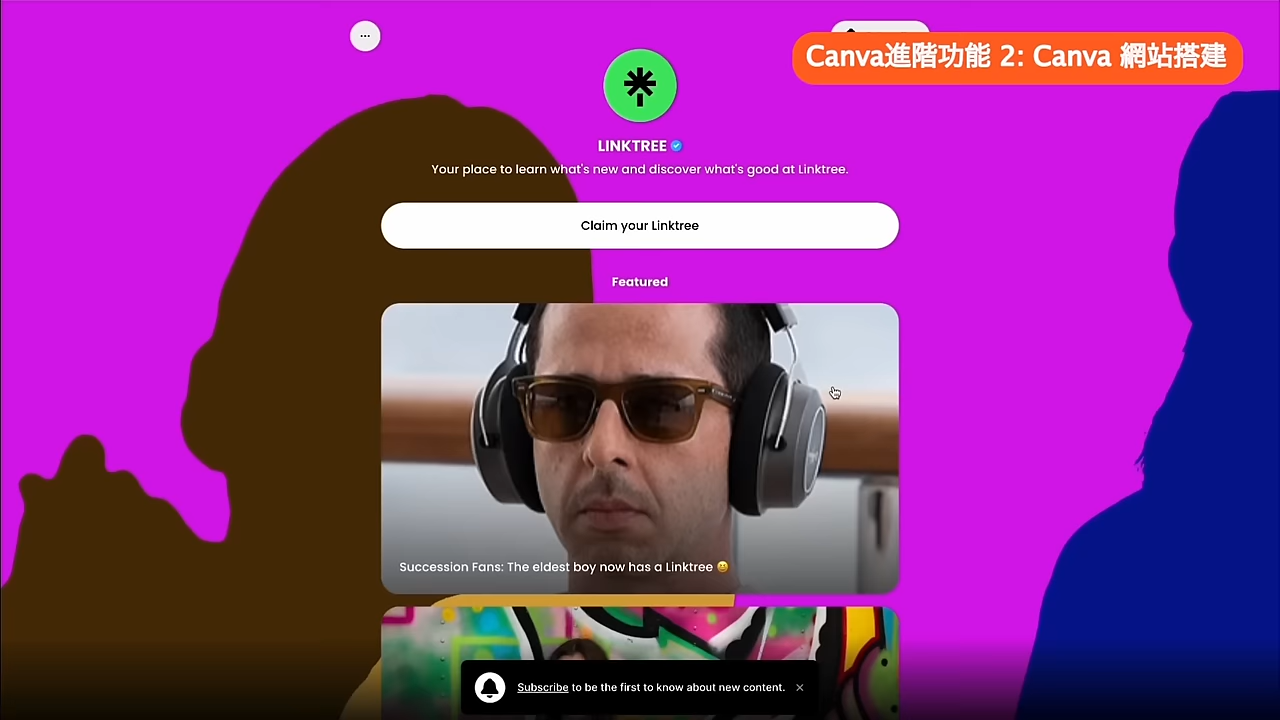 Canva進階功能 2: Canva 網站搭建
LINKTREE
Your place to learn what's new and discover what's good at Linktree.
Claim your Linktree
Featured
Succession Fans: The eldest boy now has a Linktree 😀
Subscribe to be the first to know about new content.